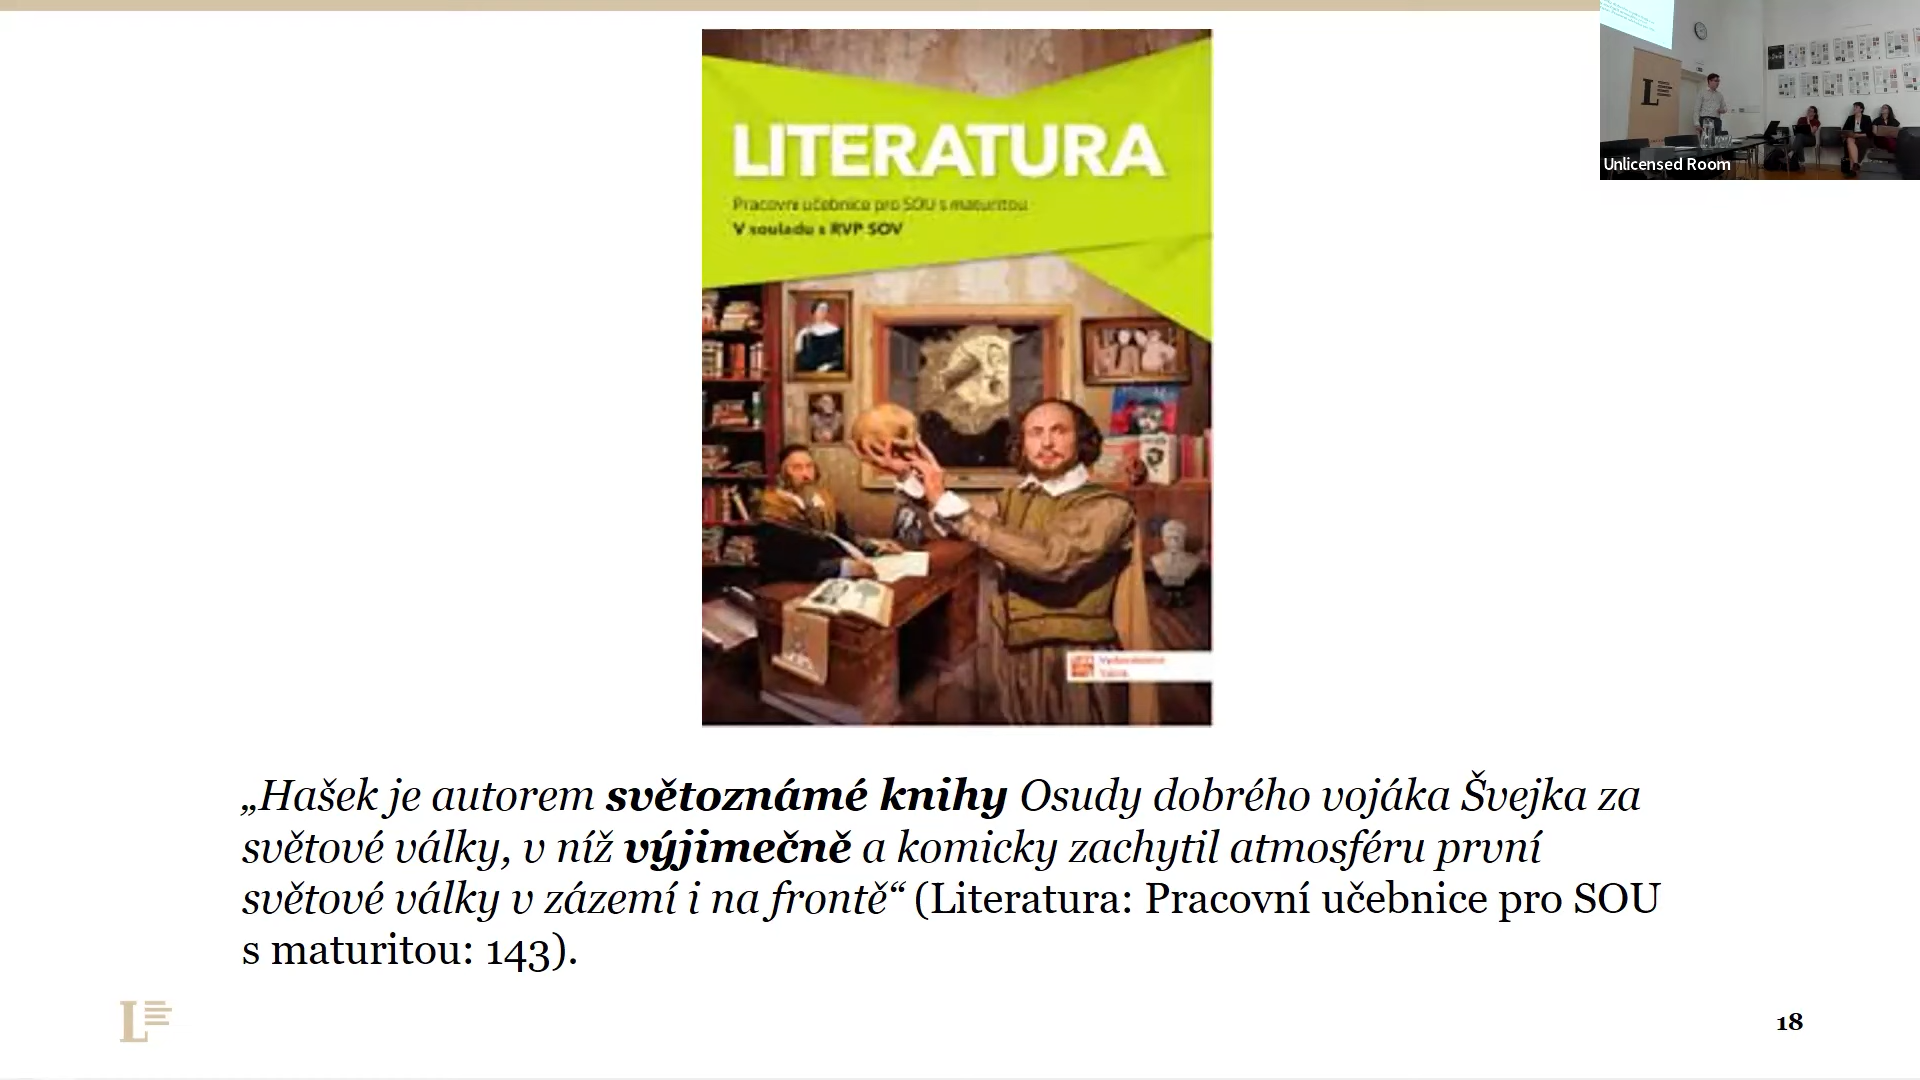 LITERATURA
Pracovní učebnice pro SOU s maturitou
V souladu s RVP SOV
Unlicensed Room
„Hašek je autorem světoznámé knihy Osudy dobrého vojáka Švejka za
světové války, v níž výjimečně a komicky zachytil atmosféru první
světové války v zázemí i na frontě“ (Literatura: Pracovní učebnice pro SOU
s maturitou: 143).
L
18